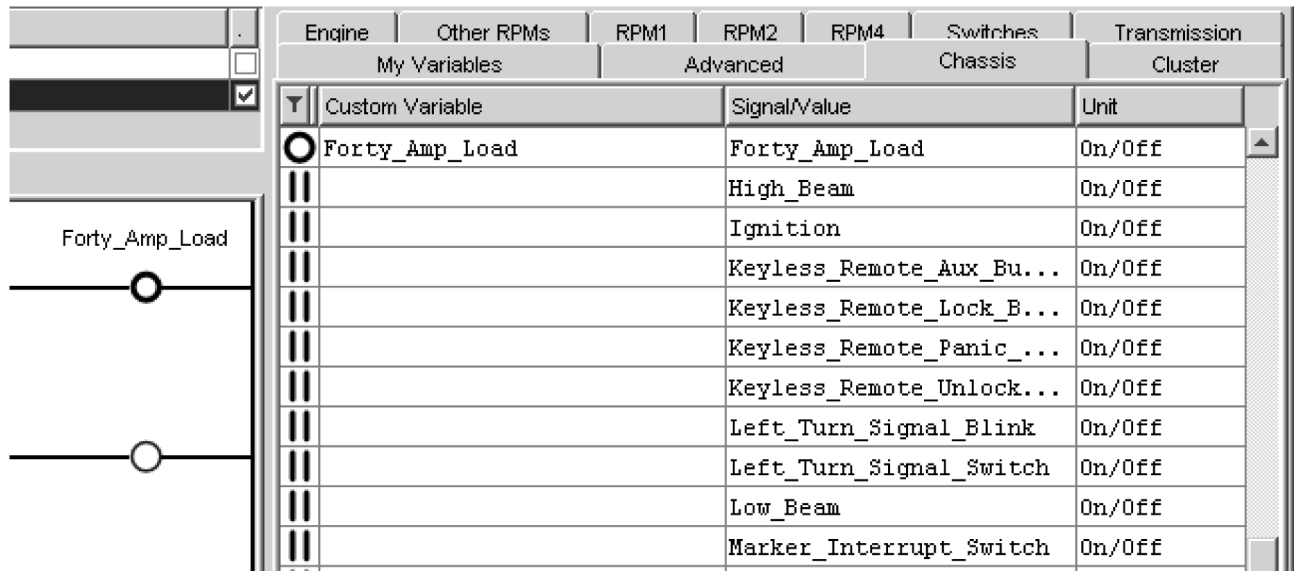 Engine Other RPMs RPM1 RPM2 RPM4 Switches Transmission
My Variables Advanced Chassis Cluster
Custom Variable Signal/Value Unit
Forty_Amp_Load Forty_Amp_Load On/Off
High_Beam On/Off
Ignition On/Off
Forty_Amp_Load
Keyless_Remote_Aux_Bu... On/Off
Keyless_Remote_Lock_B... On/Off
Keyless_Remote_Panic_... On/Off
Keyless_Remote_Unlock... On/Off
Left_Turn_Signal_Blink On/Off
Left_Turn_Signal_Switch On/Off
Low_Beam On/Off
Marker_Interrupt_Switch On/Off